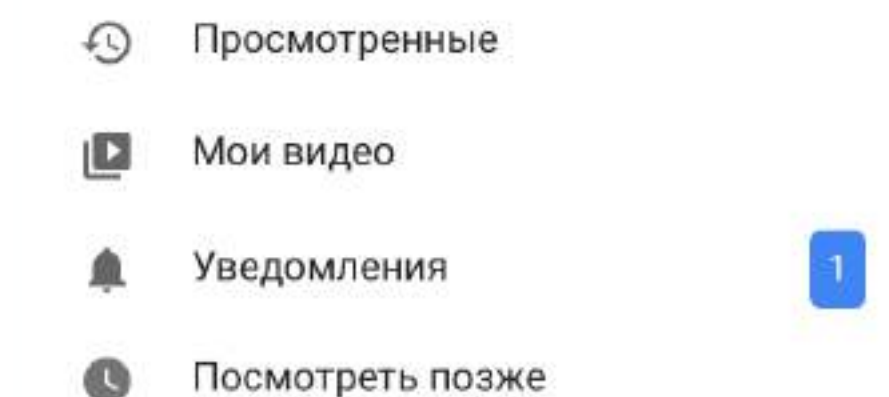 Просмотренные
Мои видео
Уведомления
1
Посмотреть позже